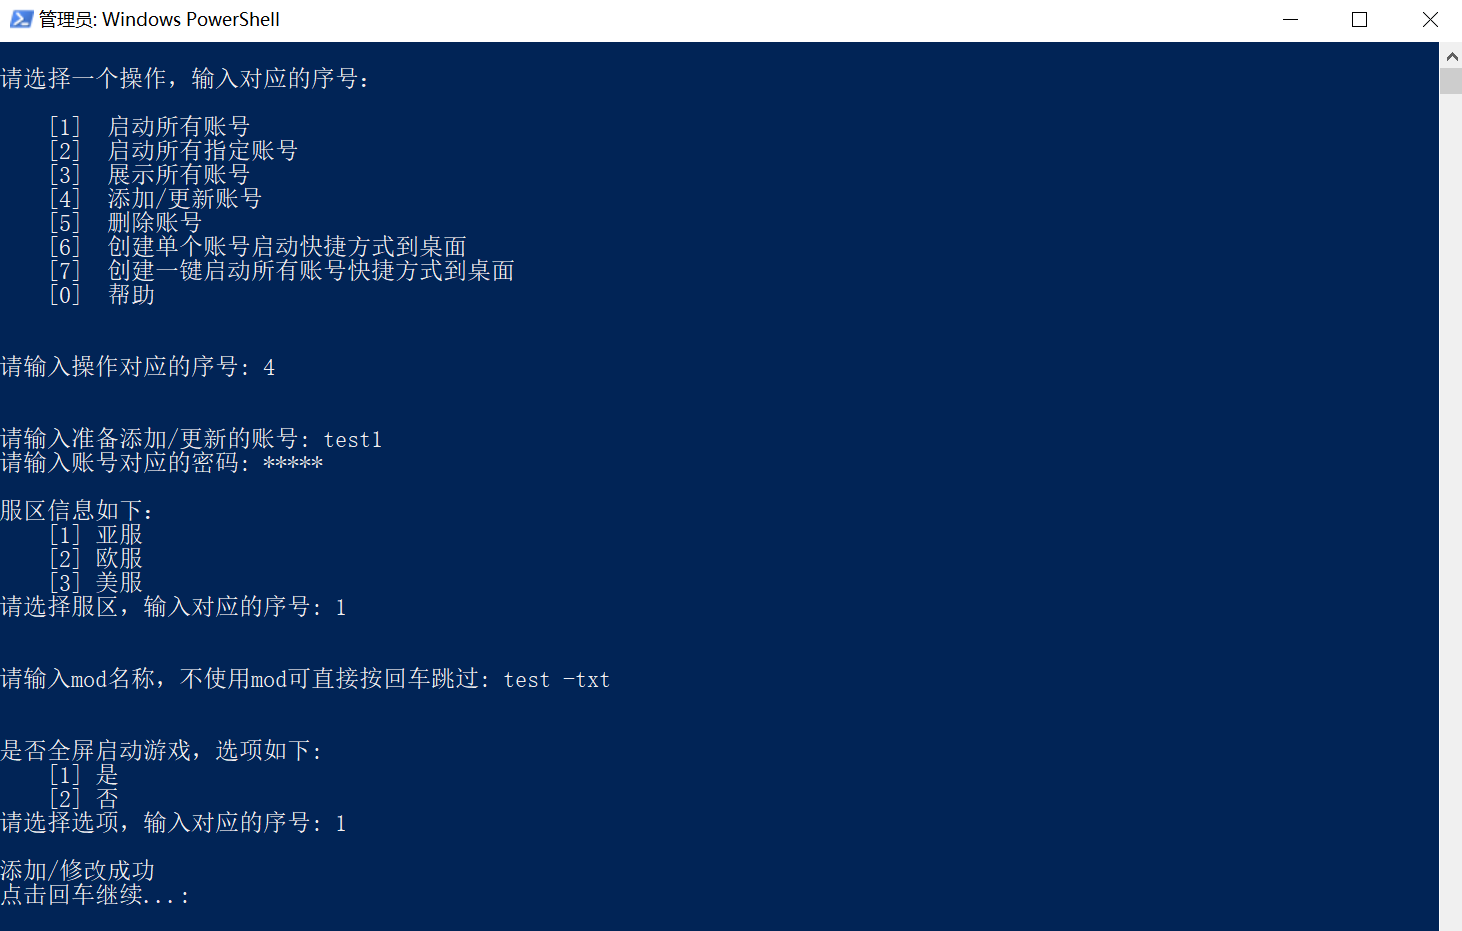 管理员: Windows PowerShell
请选择一个操作，输入对应的序号：
[1] 启动所有账号
[2] 启动所有指定账号
[3] 展示所有账号
[4] 添加/更新账号
[5] 删除账号
[6] 创建单个账号启动快捷方式到桌面
[7] 创建一键启动所有账号快捷方式到桌面
[0] 帮助
请输入操作对应的序号: 4
请输入准备添加/更新的账号: test1
请输入账号对应的密码: *****
服区信息如下：
[1] 亚服
[2] 欧服
[3] 美服
请选择服区，输入对应的序号: 1
请输入mod名称，不使用mod可直接按回车跳过: test -txt
是否全屏启动游戏，选项如下:
[1] 是
[2] 否
请选择选项，输入对应的序号: 1
添加/修改成功
点击回车继续...: